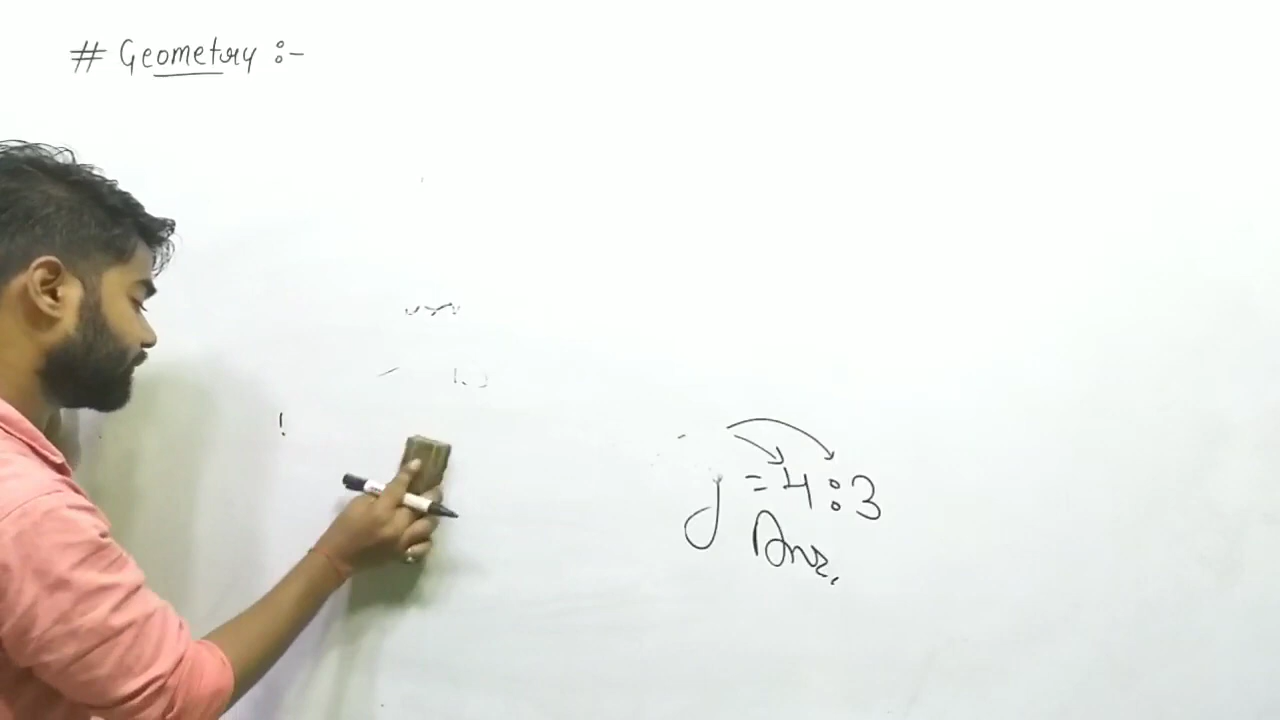 # Geometry :-
= 4 : 3
Ans.